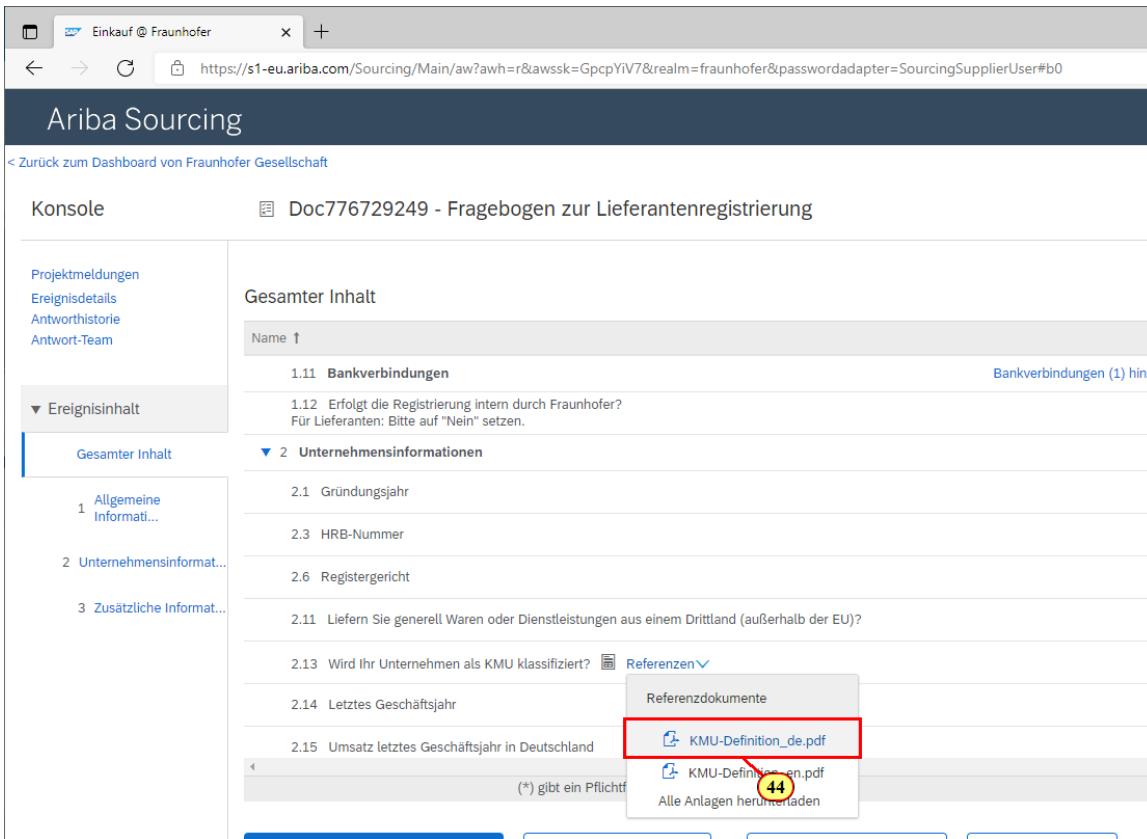 Einkauf @ Fraunhofer
https://s1-eu.ariba.com/Sourcing/Main/aw?awh=r&awssk=GpcpYiV7&realm=fraunhofer&passwordadapter=SourcingSupplierUser#b0
Ariba Sourcing
< Zurück zum Dashboard von Fraunhofer Gesellschaft
Konsole
Doc776729249 - Fragebogen zur Lieferantenregistrierung
Projektmeldungen
Ereignisdetails
Antworthistorie
Antwort-Team
Ereignisinhalt
Gesamter Inhalt
1 Allgemeine
Informati...
2 Unternehmensinformat...
3 Zusätzliche Informat...
Gesamter Inhalt
Name ↑
1.11 Bankverbindungen
Bankverbindungen (1) hin
1.12 Erfolgt die Registrierung intern durch Fraunhofer?
Für Lieferanten: Bitte auf "Nein" setzen.
2 Unternehmensinformationen
2.1 Gründungsjahr
2.3 HRB-Nummer
2.6 Registergericht
2.11 Liefern Sie generell Waren oder Dienstleistungen aus einem Drittland (außerhalb der EU)?
2.13 Wird Ihr Unternehmen als KMU klassifiziert? Referenzen
Referenzdokumente
KMU-Definition_de.pdf
KMU-Definition_en.pdf
Alle Anlagen herunterladen
44
2.14 Letztes Geschäftsjahr
2.15 Umsatz letztes Geschäftsjahr in Deutschland
(*) gibt ein Pflichtf